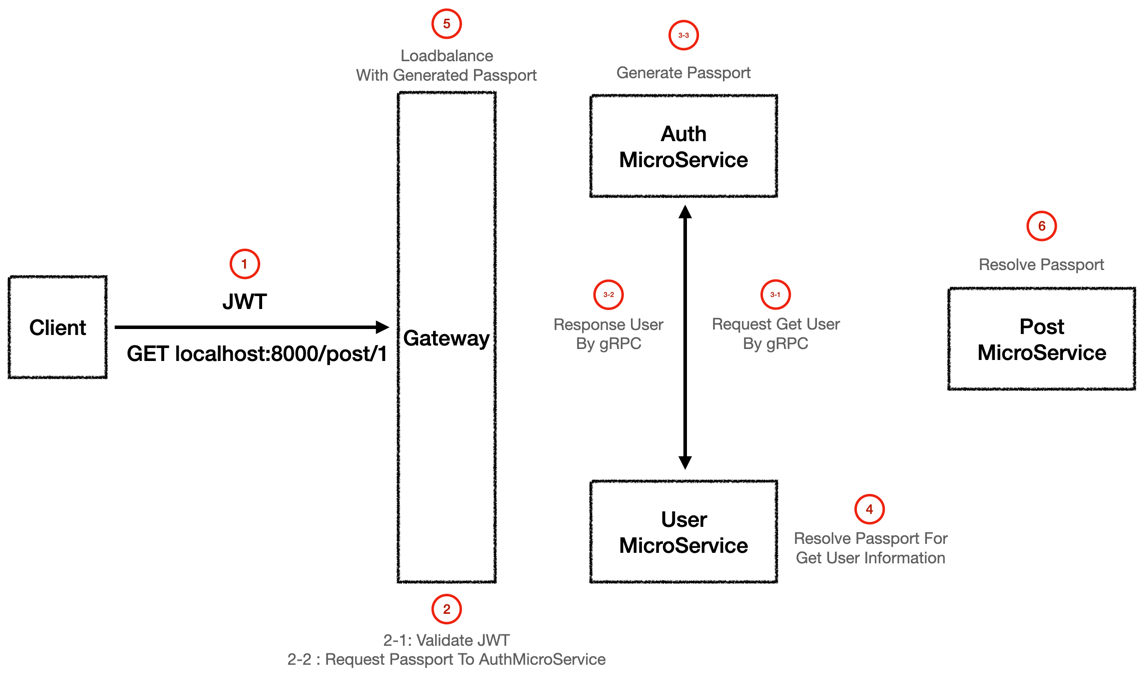 5
Loadbalance
With Generated Passport
3-3
Generate Passport
Auth
MicroService
1
JWT
GET localhost:8000/post/1
Client
Gateway
3-2
Response User
By gRPC
3-1
Request Get User
By gRPC
6
Resolve Passport
Post
MicroService
User
MicroService
4
Resolve Passport For
Get User Information
2
2-1: Validate JWT
2-2 : Request Passport To AuthMicroService